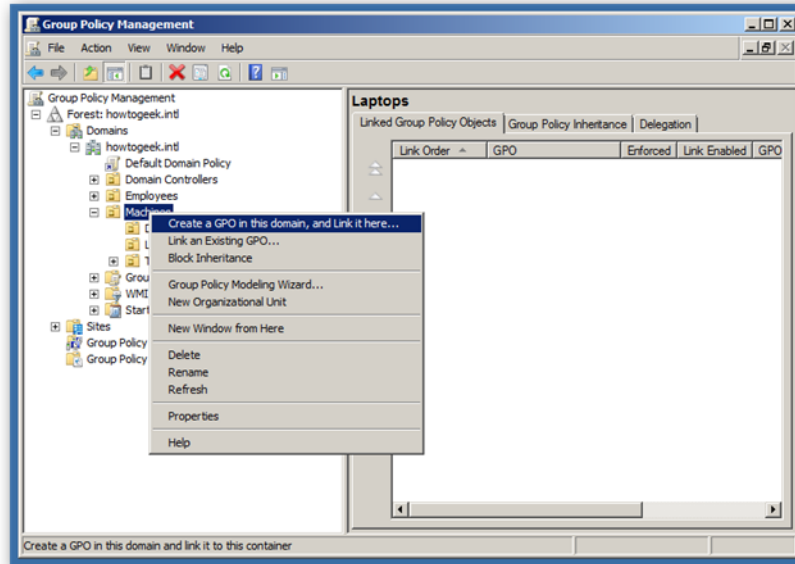 Group Policy Management
File Action View Window Help
Group Policy Management
Forest: howtogeek.intl
Domains
howtogeek.intl
Default Domain Policy
Domain Controllers
Employees
Machines
Grou
WMI
Start
Sites
Group Policy
Group Policy
Create a GPO in this domain, and Link it here...
Link an Existing GPO...
Block Inheritance
Group Policy Modeling Wizard...
New Organizational Unit
New Window from Here
Delete
Rename
Refresh
Properties
Help
Laptops
Linked Group Policy Objects Group Policy Inheritance Delegation
Link Order GPO Enforced Link Enabled GPO
Create a GPO in this domain and link it to this container